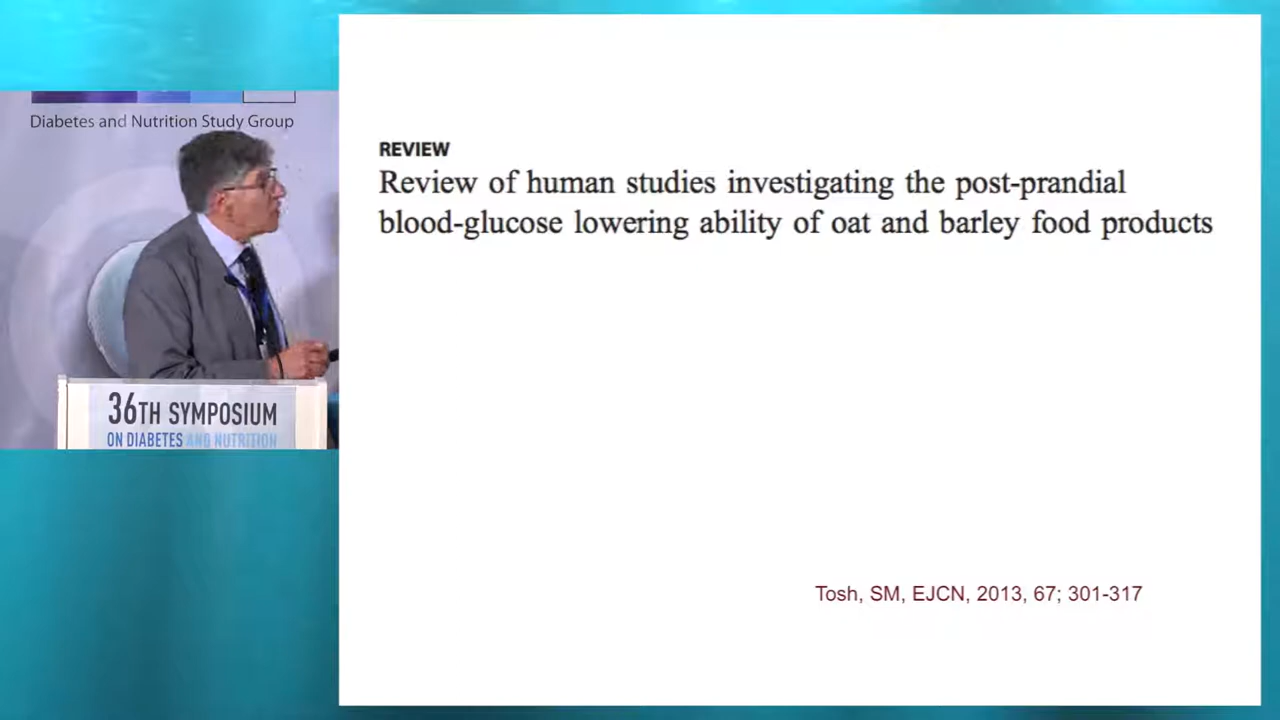 Diabetes and Nutrition Study Group
36TH SYMPOSIUM
ON DIABETES AND NUTRITION
REVIEW
Review of human studies investigating the post-prandial
blood-glucose lowering ability of oat and barley food products
Tosh, SM, EJCN, 2013, 67; 301-317